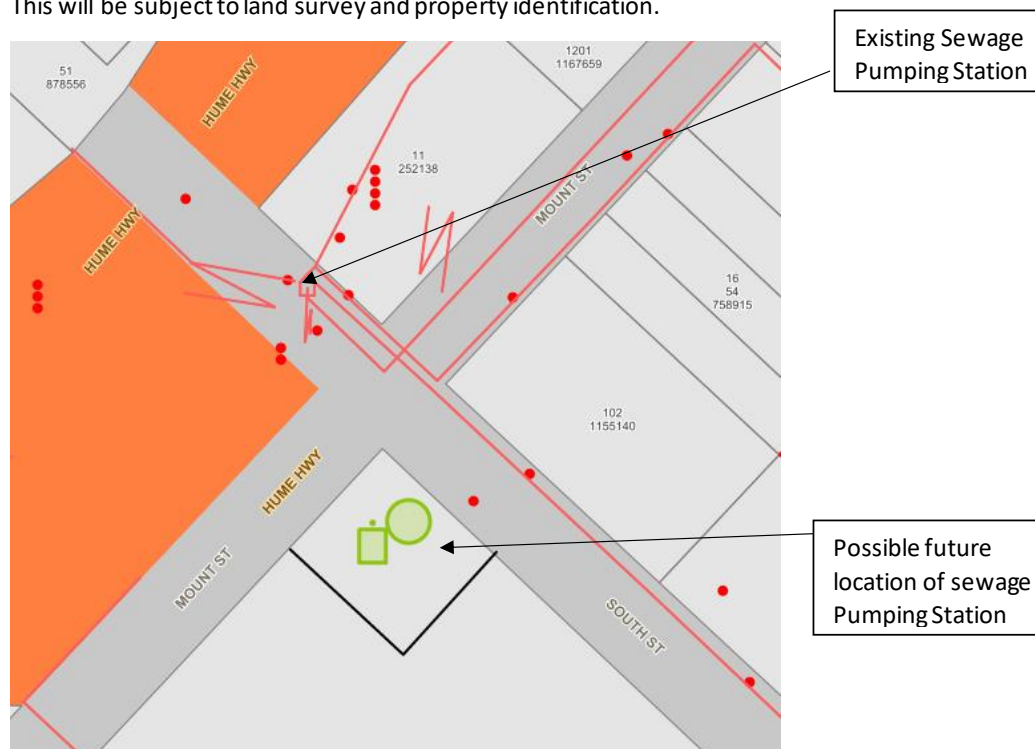 This will be subject to land survey and property identification.
Existing Sewage
Pumping Station
1201
1167659
51
878556
HUME HWY
11
252138
MOUNT ST
HUME HWY
16
54
758915
102
1155140
HUME HWY
Possible future
location of sewage
Pumping Station
MOUNT ST
SOUTH ST